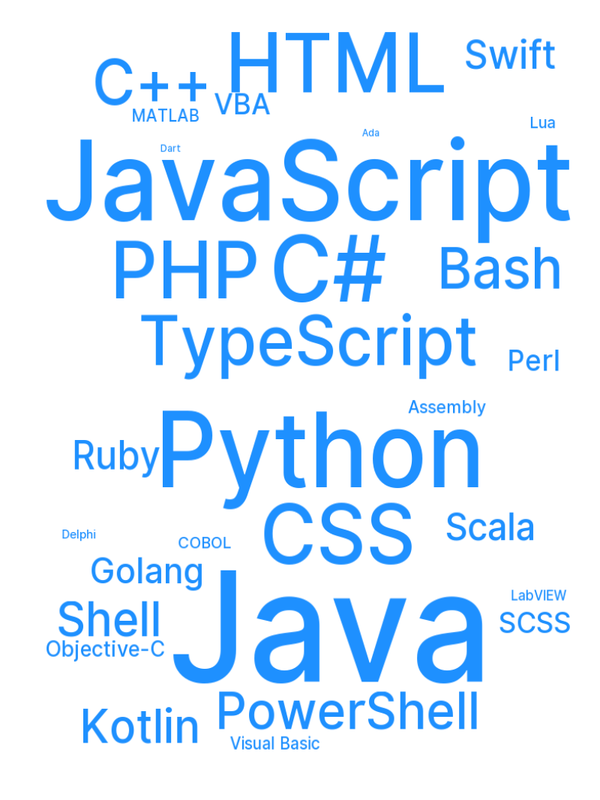 HTML
Swift
C++
MATLAB
VBA
Lua
Ada
Dart
JavaScript
PHP
C#
Bash
TypeScript
Perl
Assembly
Ruby
Python
CSS
Scala
Delphi
COBOL
Golang
Java
LabVIEW
Shell
SCSS
Objective-C
PowerShell
Kotlin
Visual Basic